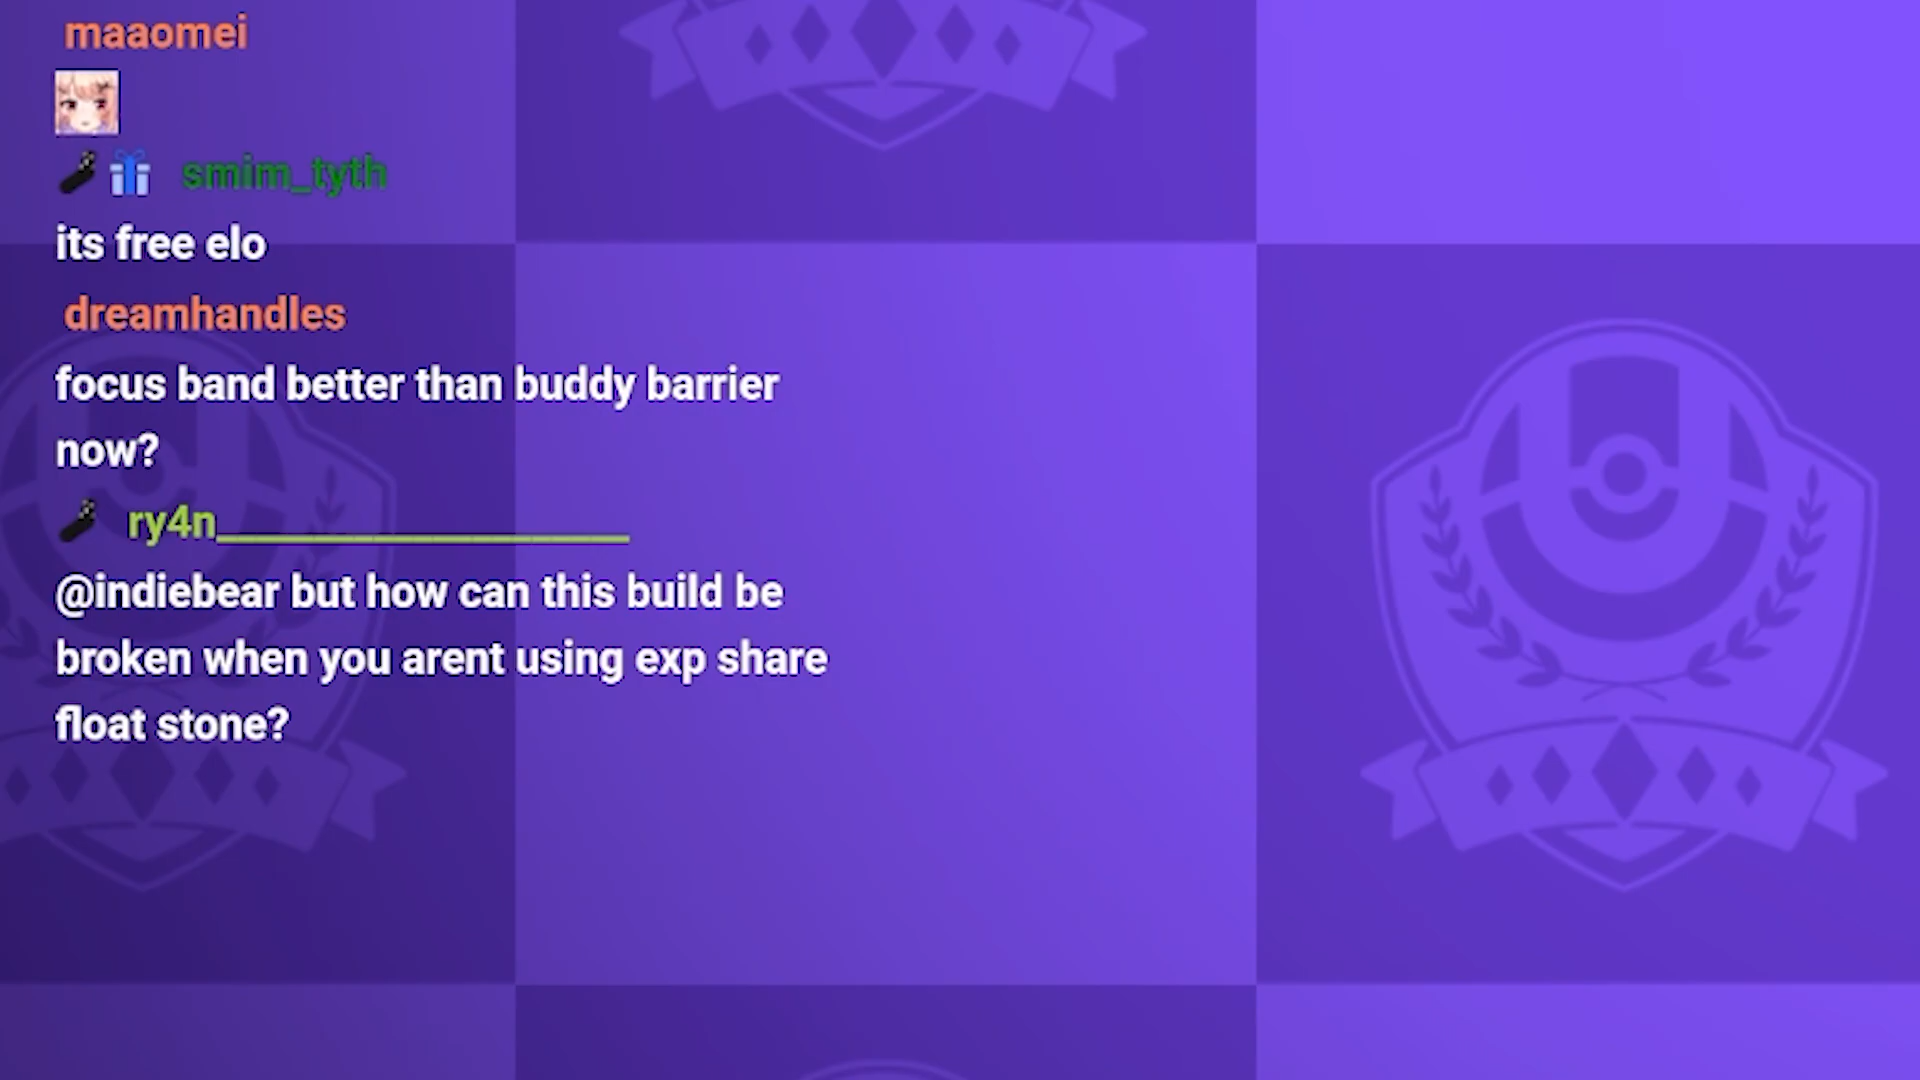 maaomei
smim_tyth
its free elo
dreamhandles
focus band better than buddy barrier
now?
ry4n___________________
@indiebear but how can this build be
broken when you arent using exp share
float stone?